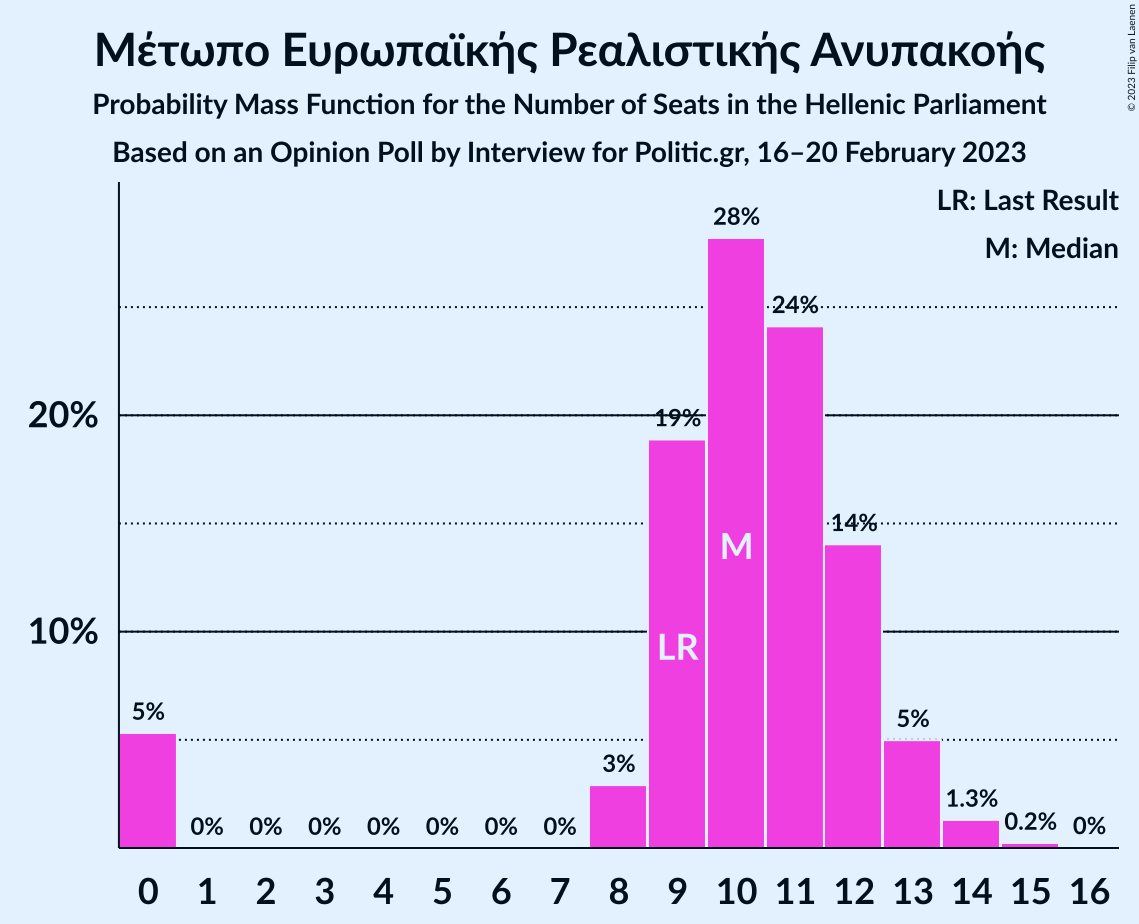 Μέτωπο Ευρωπαϊκής Ρεαλιστικής Ανυπακοής
Probability Mass Function for the Number of Seats in the Hellenic Parliament
Based on an Opinion Poll by Interview for Politic.gr, 16–20 February 2023
© 2023 Filip van Laenen
LR: Last Result
M: Median
28%
24%
20%
19%
14%
M
10%
LR
5%
5%
3%
1.3%
0.2%
0%
0%
0%
0%
0%
0%
0%
0%
0 1 2 3 4 5 6 7 8 9 10 11 12 13 14 15 16